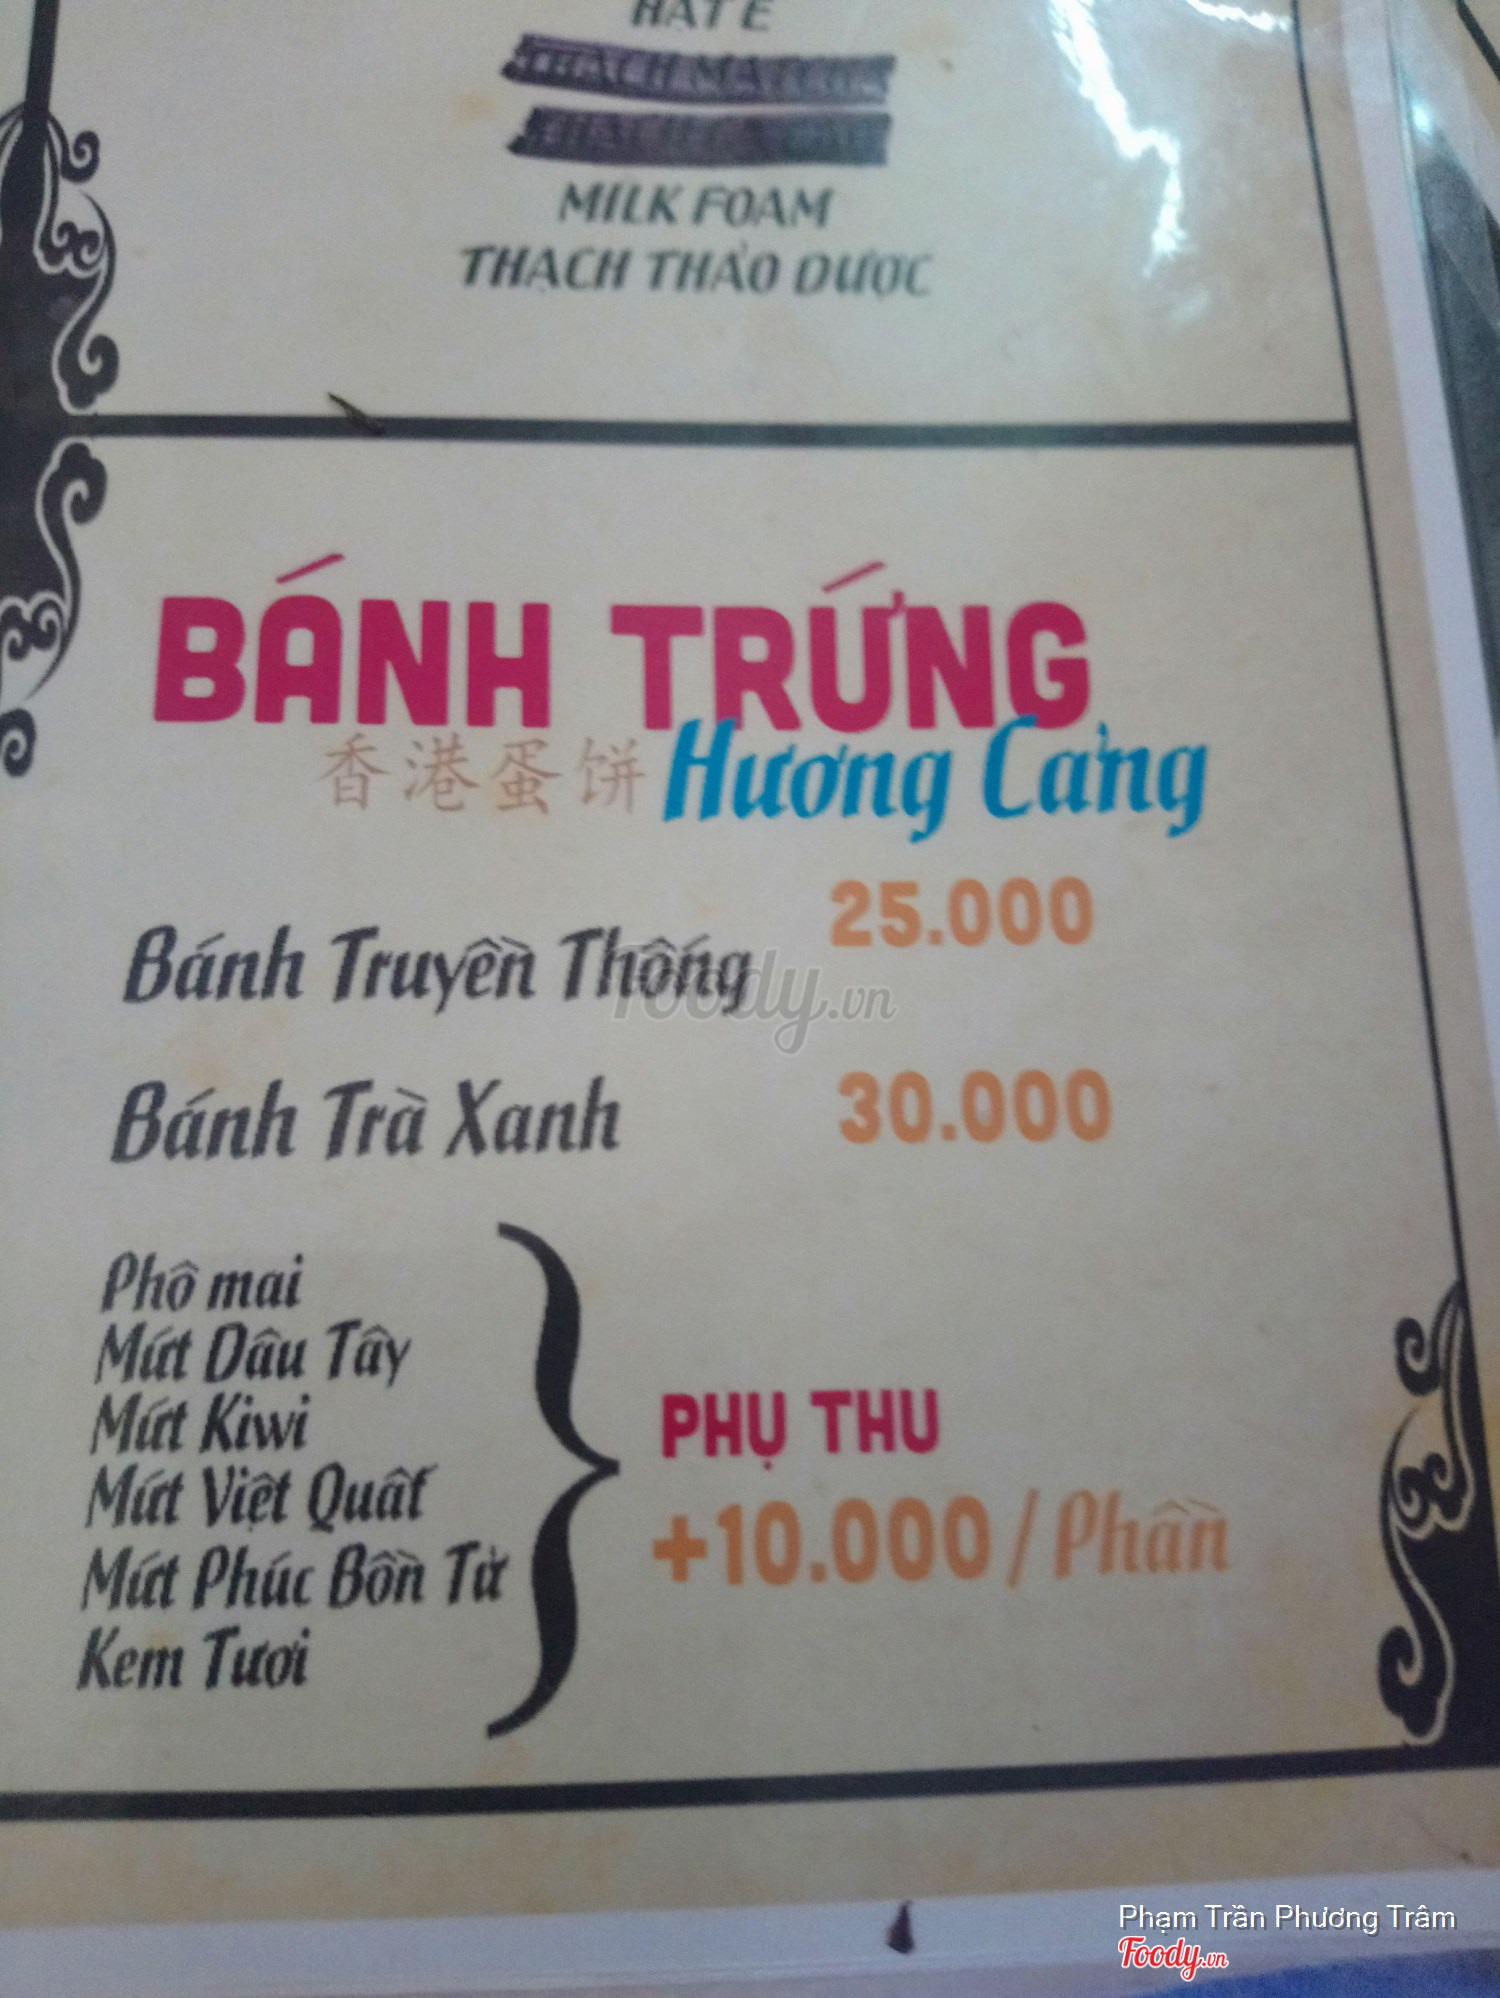 HẠT É
MILK FOAM
THẠCH THẢO DƯỢC
BÁNH TRỨNG
香港蛋饼 Hương Cảng
Bánh Truyền Thống 25.000
Bánh Trà Xanh 30.000
Phô mai
Mứt Dâu Tây
Mứt Kiwi
Mứt Việt Quất
Mứt Phúc Bồn Tử
Kem Tươi
PHỤ THU
+10.000/Phần
Foody.vn
Phạm Trần Phương Trâm
Foody.vn